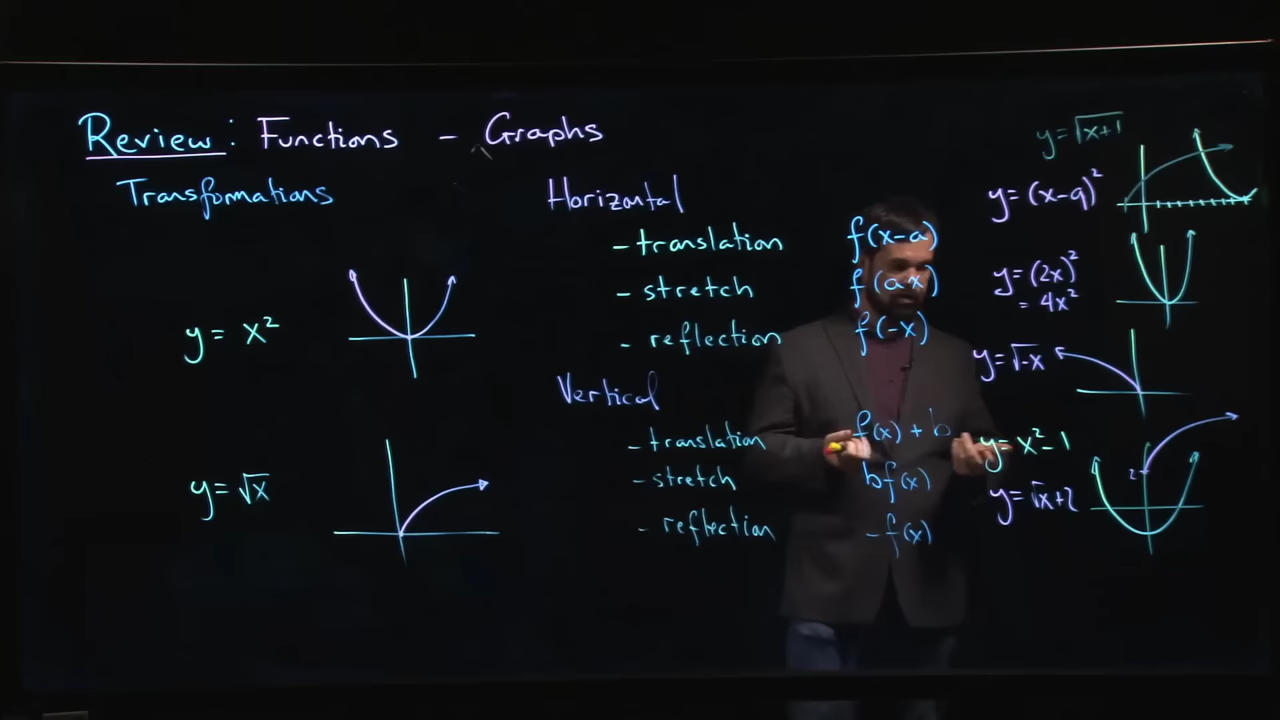 Review: Functions - Graphs
Transformations
y = x²
y = √x
Horizontal
- translation f(x-a)
- stretch f(ax)
- reflection f(-x)
Vertical
- translation f(x) + b
- stretch bf(x)
- reflection -f(x)
y = √x+1
y = (x-9)²
y = (2x)²
= 4x²
y = √-x
y = x²-1
y = √x+2
2